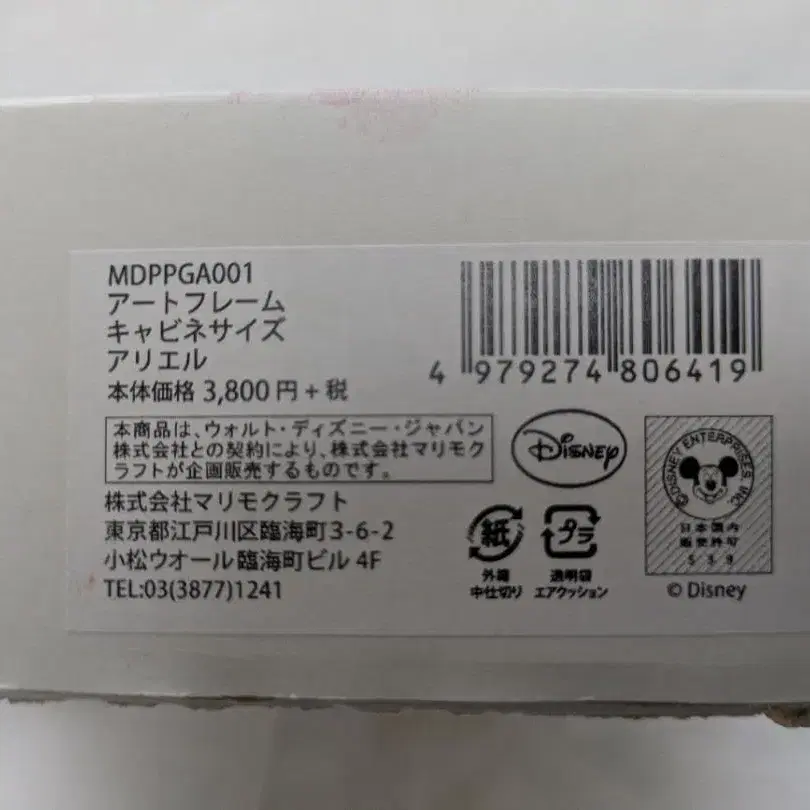 MDPPGA001
アートフレーム
キャビネサイズ
アリエル
本体価格 3,800 円 + 税
4 979274 806419
本商品は、ウォルト・ディズニー・ジャパン
株式会社との契約により、株式会社マリモク
ラフトが企画販売するものです。
Disney
© DISNEY ENTERPRISES, INC.
日本国内
販売許可
S S 9
株式会社マリモクラフト
東京都江戸川区臨海町3-6-2
小松ウオール臨海町ビル 4F
TEL:03(3877)1241
紙
外箱
中仕切り
プラ
透明袋
エアクッション
© Disney